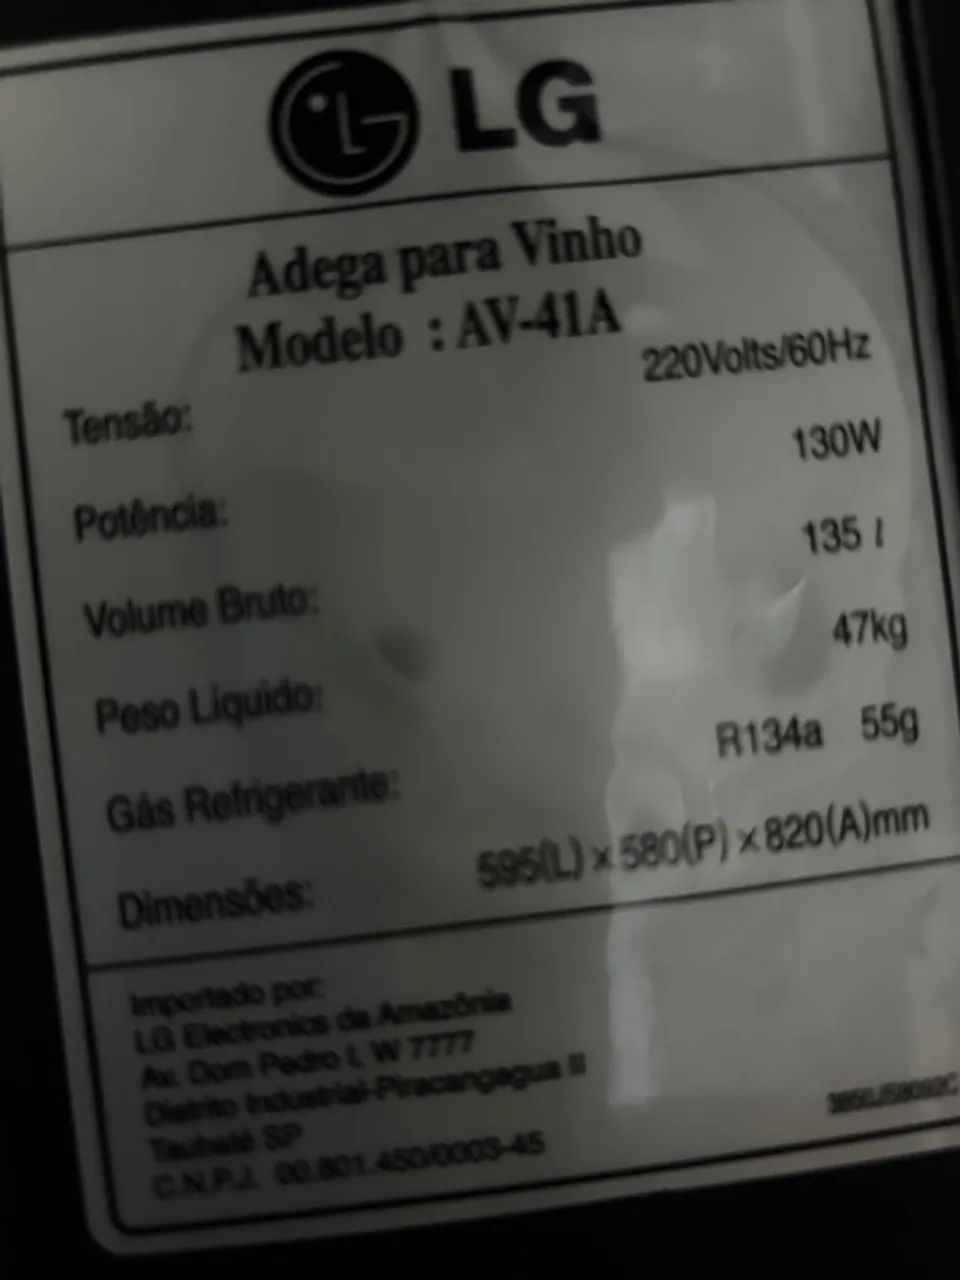 LG
Adega para Vinho
Modelo : AV-41A
Tensão: 220Volts/60Hz
Potência: 130W
Volume Bruto: 135 l
Peso Líquido: 47kg
Gás Refrigerante: R134a 55g
Dimensões: 595(L) x 580(P) x 820(A)mm
Importado por:
LG Electronics da Amazônia
Av. Dom Pedro I, W 7777
Distrito Industrial-Piracangagua II
Taubaté SP
C.N.P.J. 00.801.450/0003-45